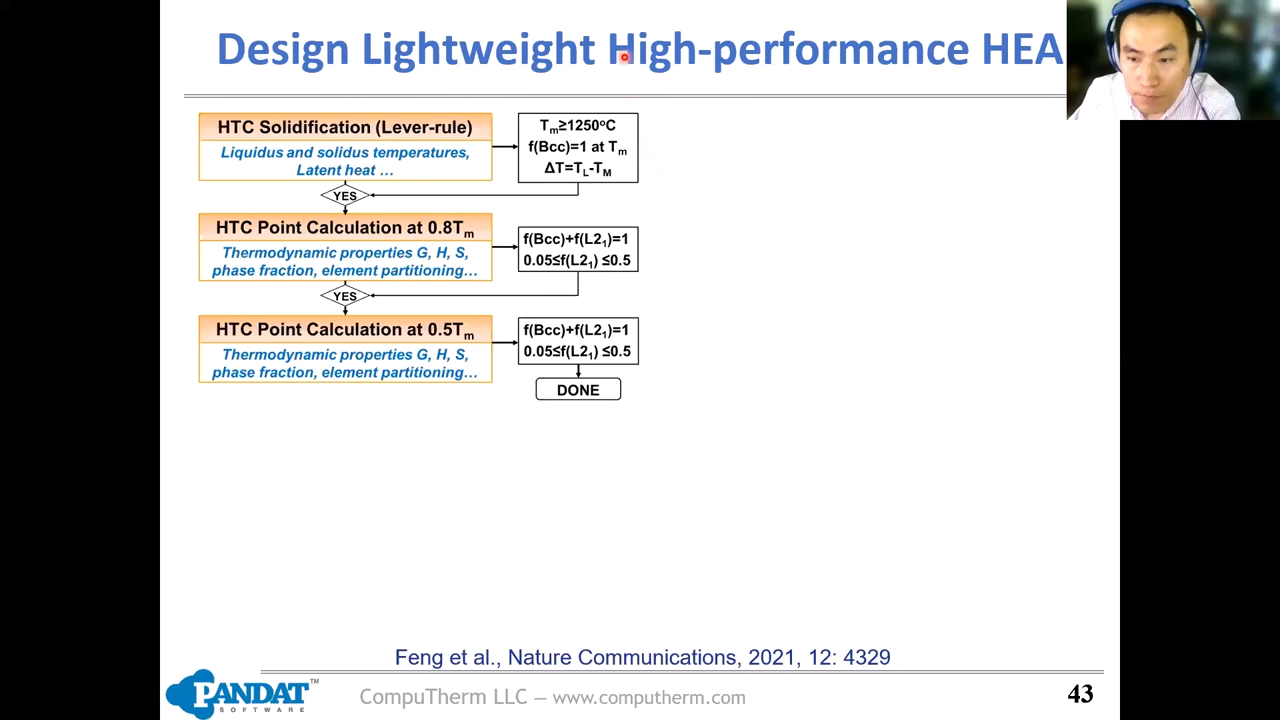 Design Lightweight High-performance HEA
HTC Solidification (Lever-rule)
Liquidus and solidus temperatures,
Latent heat …
Tm≥1250°C
f(Bcc)=1 at Tm
ΔT=TL-TM
YES
HTC Point Calculation at 0.8Tm
Thermodynamic properties G, H, S,
phase fraction, element partitioning…
f(Bcc)+f(L21)=1
0.05≤f(L21) ≤0.5
YES
HTC Point Calculation at 0.5Tm
Thermodynamic properties G, H, S,
phase fraction, element partitioning…
f(Bcc)+f(L21)=1
0.05≤f(L21) ≤0.5
DONE
Feng et al., Nature Communications, 2021, 12: 4329
PANDAT™
SOFTWARE
CompuTherm LLC – www.computherm.com
43